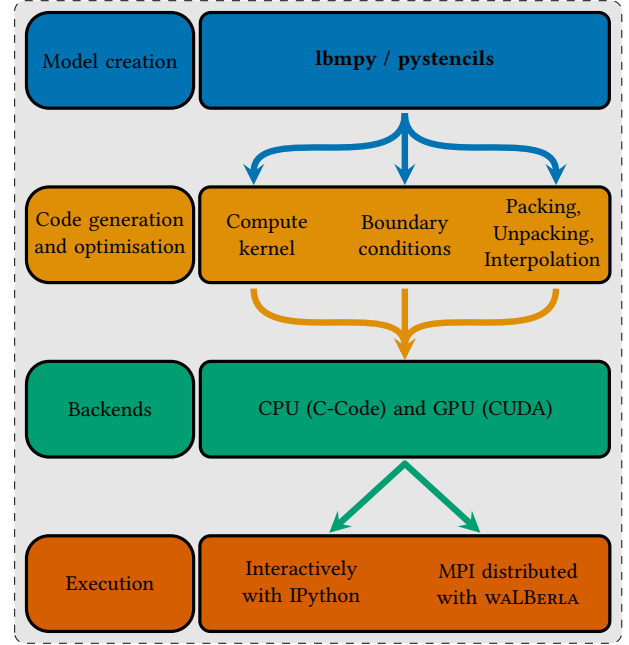 Model creation
lbmpy / pystencils
Code generation
and optimisation
Compute
kernel
Boundary
conditions
Packing,
Unpacking,
Interpolation
Backends
CPU (C-Code) and GPU (CUDA)
Execution
Interactively
with IPython
MPI distributed
with waLBerla